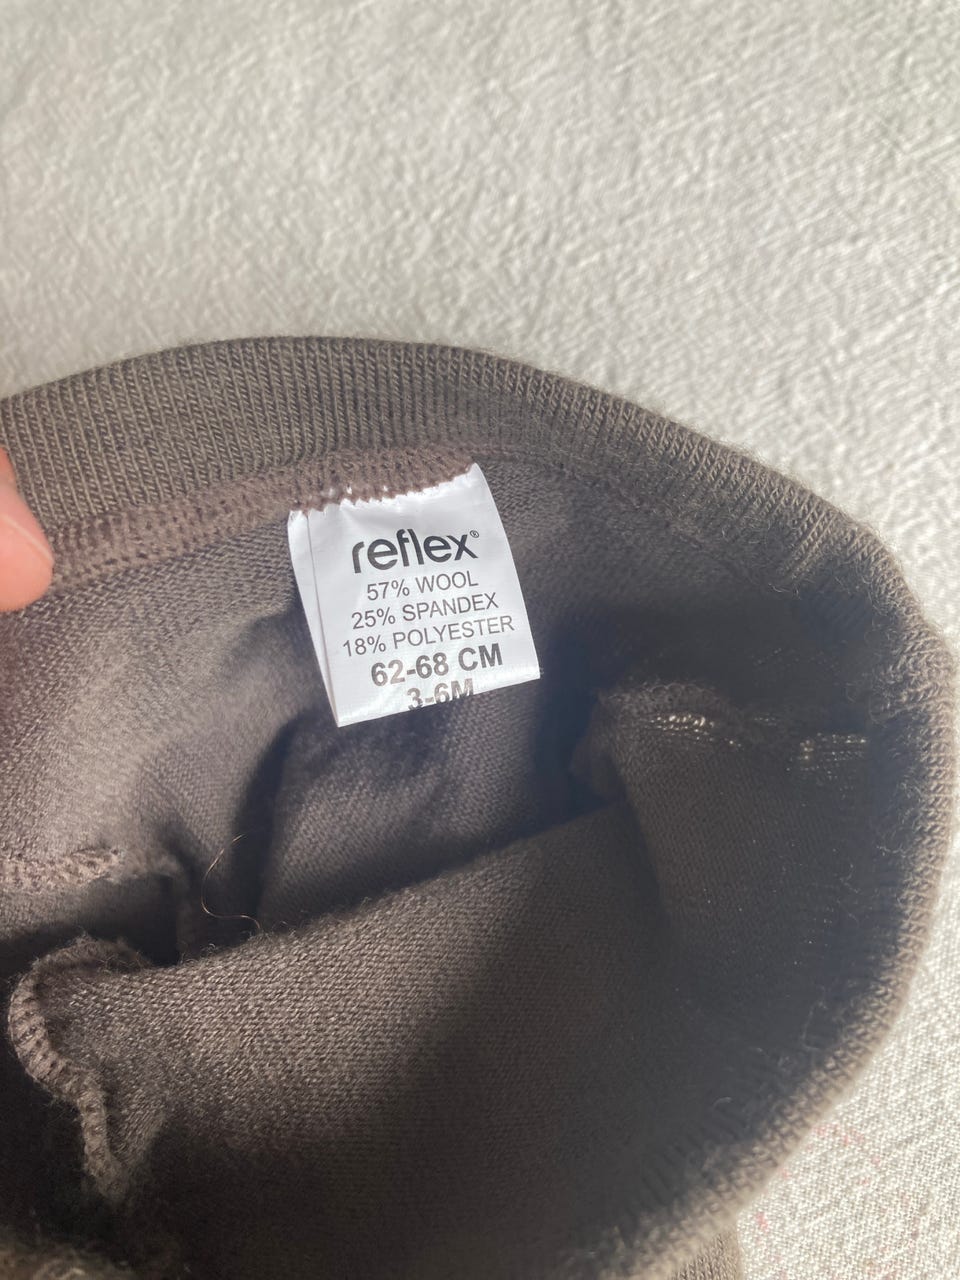 reflex®
57% WOOL
25% SPANDEX
18% POLYESTER
62-68 CM
3-6M